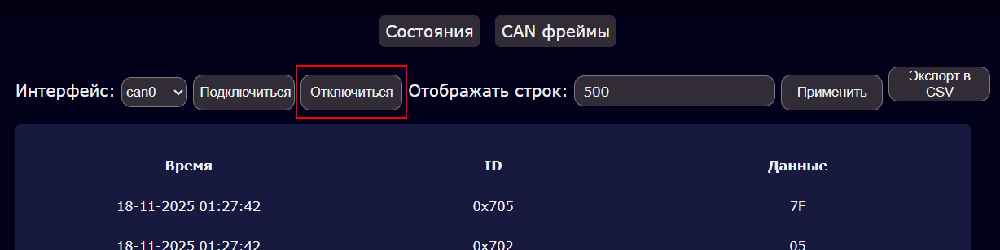 Состояния CAN фреймы
Интерфейс: can0 Подключиться Отключиться Отображать строк: 500 Применить Экспорт в CSV
Время ID Данные
18-11-2025 01:27:42 0x705 7F
18-11-2025 01:27:42 0x702 05